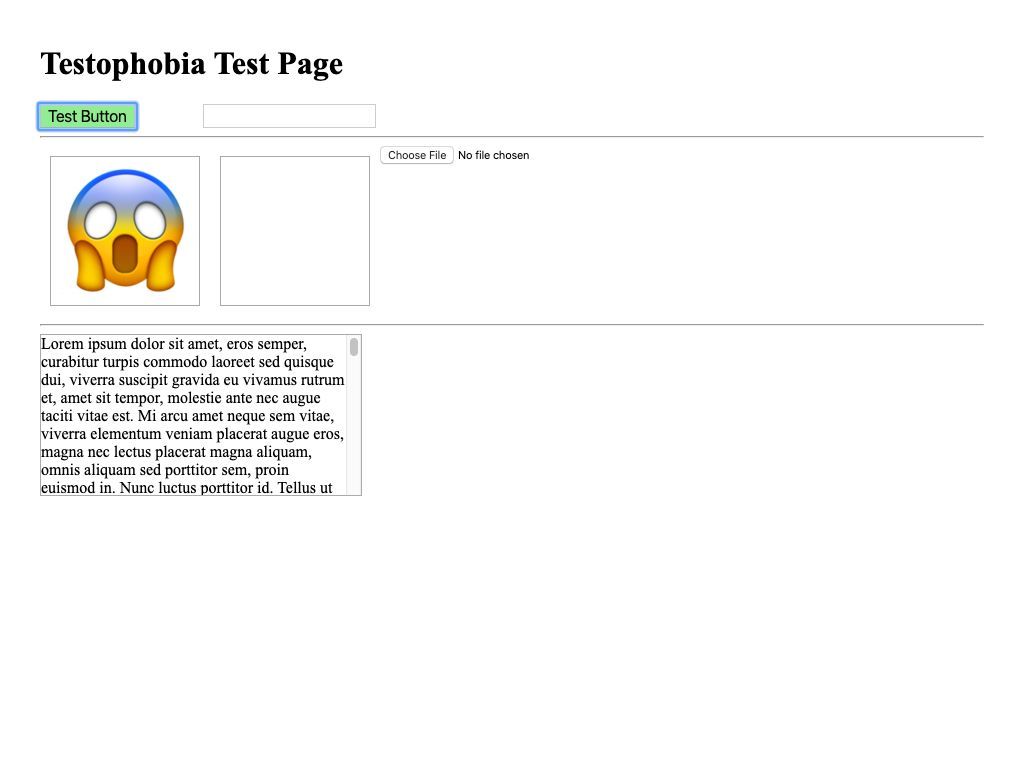 Testophobia Test Page
Test Button
Choose File No file chosen
Lorem ipsum dolor sit amet, eros semper,
curabitur turpis commodo laoreet sed quisque
dui, viverra suscipit gravida eu vivamus rutrum
et, amet sit tempor, molestie ante nec augue
taciti vitae est. Mi arcu amet neque sem vitae,
viverra elementum veniam placerat augue eros,
magna nec lectus placerat magna aliquam,
omnis aliquam sed porttitor sem, proin
euismod in. Nunc luctus porttitor id. Tellus ut